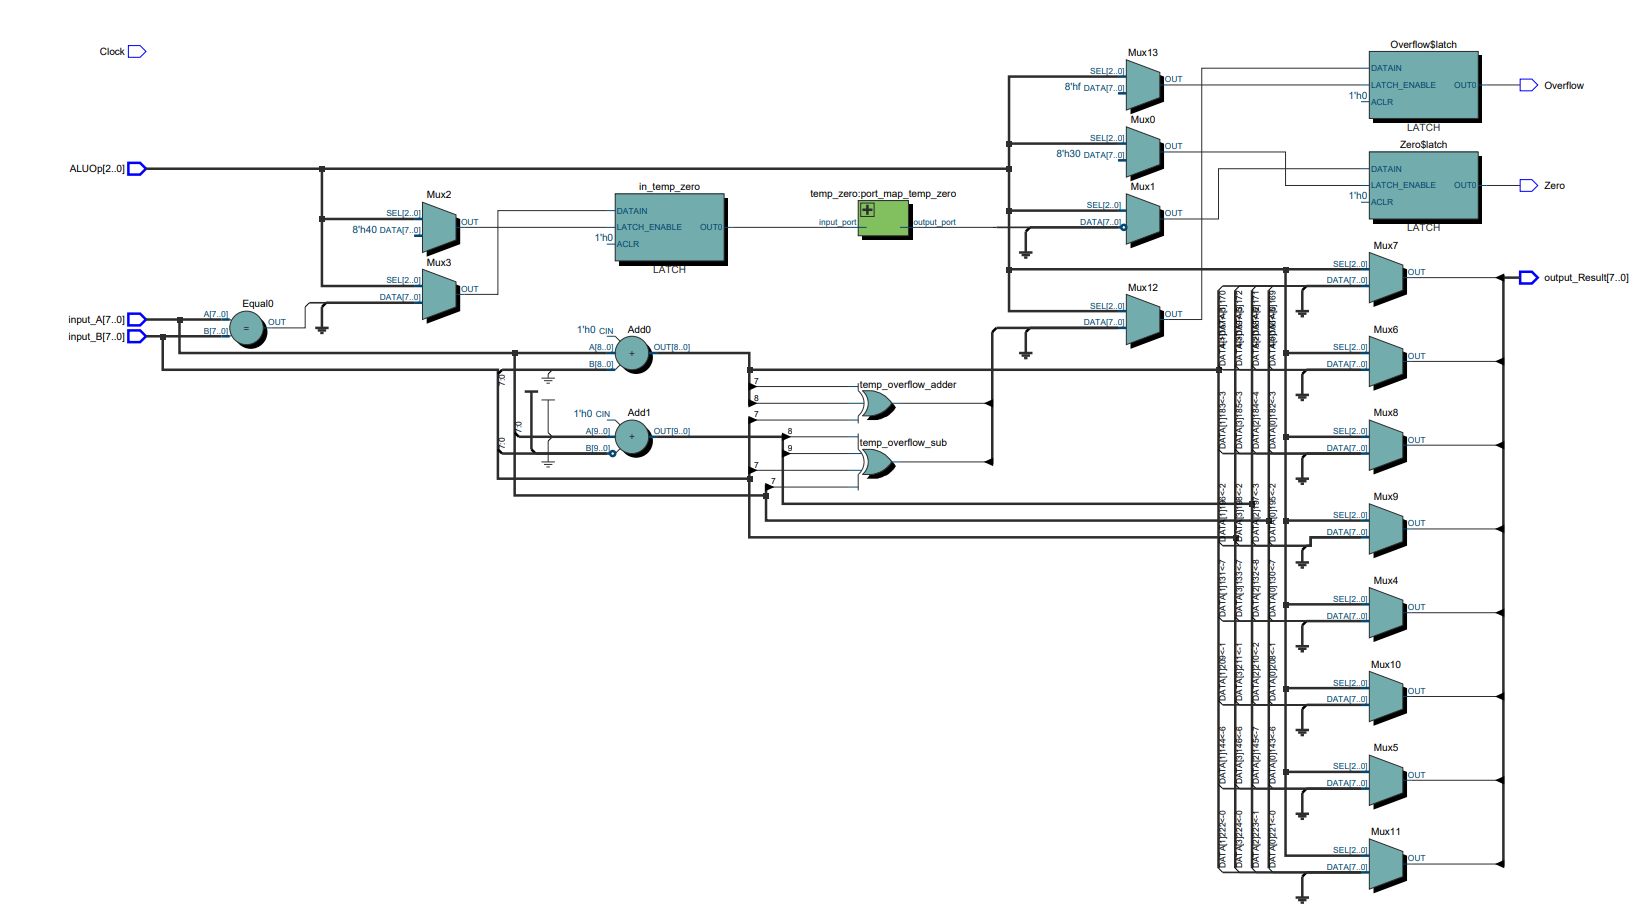 Clock
ALUOp[2..0]
input_A[7..0]
input_B[7..0]
Equal0
A[7..0]
B[7..0]
=
OUT
Mux2
SEL[2..0]
8'h40 DATA[7..0]
OUT
Mux3
SEL[2..0]
DATA[7..0]
OUT
in_temp_zero
DATAIN
LATCH_ENABLE
OUT0
1'h0
ACLR
LATCH
temp_zero:port_map_temp_zero
input_port
output_port
1'h0 CIN
Add0
A[8..0]
B[8..0]
+
OUT[8..0]
7:0
1'h0 CIN
Add1
A[9..0]
B[9..0]
+
OUT[9..0]
7:0
7:0
temp_overflow_adder
7
8
7
temp_overflow_sub
8
9
7
7
Mux13
SEL[2..0]
8'hf DATA[7..0]
OUT
Mux0
SEL[2..0]
8'h30 DATA[7..0]
OUT
Mux1
SEL[2..0]
DATA[7..0]
OUT
Mux12
SEL[2..0]
DATA[7..0]
OUT
Overflow$latch
DATAIN
LATCH_ENABLE
OUT0
1'h0
ACLR
LATCH
Overflow
Zero$latch
DATAIN
LATCH_ENABLE
OUT0
1'h0
ACLR
LATCH
Zero
Mux7
SEL[2..0]
DATA[7..0]
OUT
output_Result[7..0]
Mux6
SEL[2..0]
DATA[7..0]
OUT
DATA[1]183<-3
DATA[3]185<-3
DATA[2]184<-4
DATA[0]182<-3
Mux8
SEL[2..0]
DATA[7..0]
OUT
DATA[1]196<-2
DATA[3]198<-2
DATA[2]197<-3
DATA[0]195<-2
Mux9
SEL[2..0]
DATA[7..0]
OUT
DATA[1]131<-7
DATA[3]133<-7
DATA[2]132<-8
DATA[0]130<-7
Mux4
SEL[2..0]
DATA[7..0]
OUT
DATA[1]209<-1
DATA[3]211<-1
DATA[2]210<-2
DATA[0]208<-1
Mux10
SEL[2..0]
DATA[7..0]
OUT
DATA[1]144<-6
DATA[3]146<-6
DATA[2]145<-7
DATA[0]143<-6
Mux5
SEL[2..0]
DATA[7..0]
OUT
DATA[1]222<-0
DATA[3]224<-0
DATA[2]223<-1
DATA[0]221<-0
Mux11
SEL[2..0]
DATA[7..0]
OUT